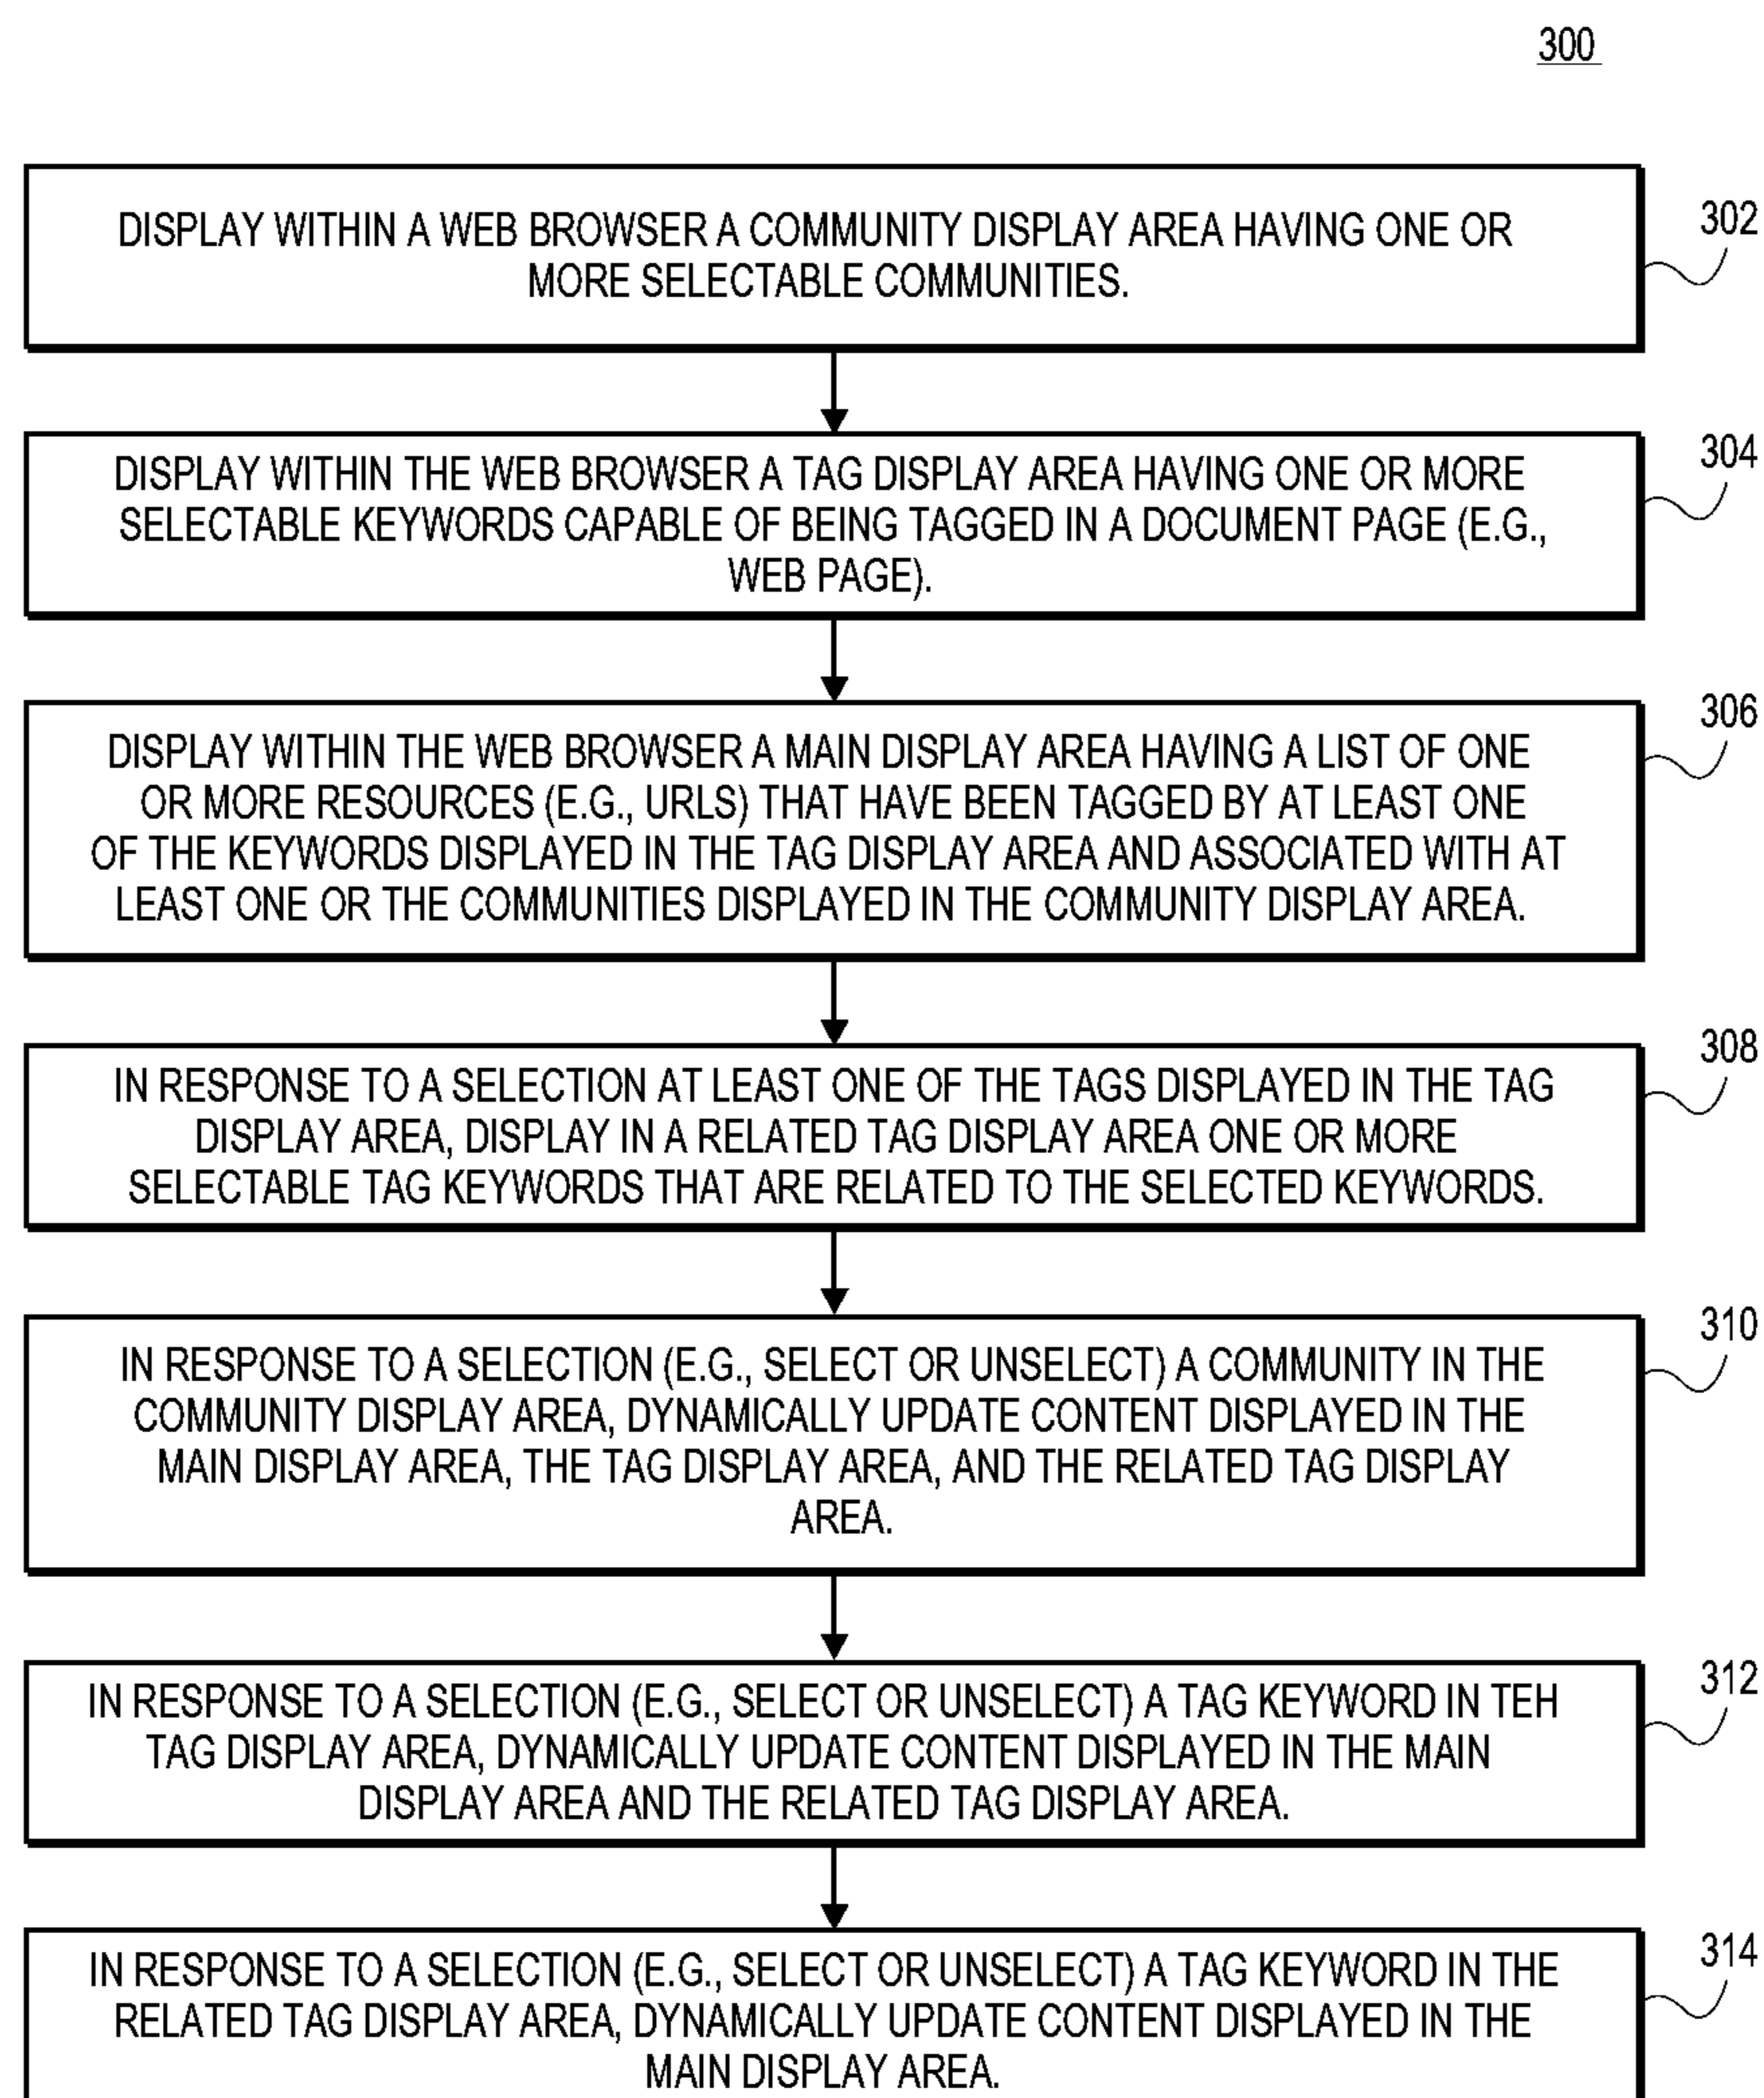 300
DISPLAY WITHIN A WEB BROWSER A COMMUNITY DISPLAY AREA HAVING ONE OR
MORE SELECTABLE COMMUNITIES.
302
DISPLAY WITHIN THE WEB BROWSER A TAG DISPLAY AREA HAVING ONE OR MORE
SELECTABLE KEYWORDS CAPABLE OF BEING TAGGED IN A DOCUMENT PAGE (E.G.,
WEB PAGE).
304
DISPLAY WITHIN THE WEB BROWSER A MAIN DISPLAY AREA HAVING A LIST OF ONE
OR MORE RESOURCES (E.G., URLS) THAT HAVE BEEN TAGGED BY AT LEAST ONE
OF THE KEYWORDS DISPLAYED IN THE TAG DISPLAY AREA AND ASSOCIATED WITH AT
LEAST ONE OR THE COMMUNITIES DISPLAYED IN THE COMMUNITY DISPLAY AREA.
306
IN RESPONSE TO A SELECTION AT LEAST ONE OF THE TAGS DISPLAYED IN THE TAG
DISPLAY AREA, DISPLAY IN A RELATED TAG DISPLAY AREA ONE OR MORE
SELECTABLE TAG KEYWORDS THAT ARE RELATED TO THE SELECTED KEYWORDS.
308
IN RESPONSE TO A SELECTION (E.G., SELECT OR UNSELECT) A COMMUNITY IN THE
COMMUNITY DISPLAY AREA, DYNAMICALLY UPDATE CONTENT DISPLAYED IN THE
MAIN DISPLAY AREA, THE TAG DISPLAY AREA, AND THE RELATED TAG DISPLAY
AREA.
310
IN RESPONSE TO A SELECTION (E.G., SELECT OR UNSELECT) A TAG KEYWORD IN TEH
TAG DISPLAY AREA, DYNAMICALLY UPDATE CONTENT DISPLAYED IN THE MAIN
DISPLAY AREA AND THE RELATED TAG DISPLAY AREA.
312
IN RESPONSE TO A SELECTION (E.G., SELECT OR UNSELECT) A TAG KEYWORD IN THE
RELATED TAG DISPLAY AREA, DYNAMICALLY UPDATE CONTENT DISPLAYED IN THE
MAIN DISPLAY AREA.
314